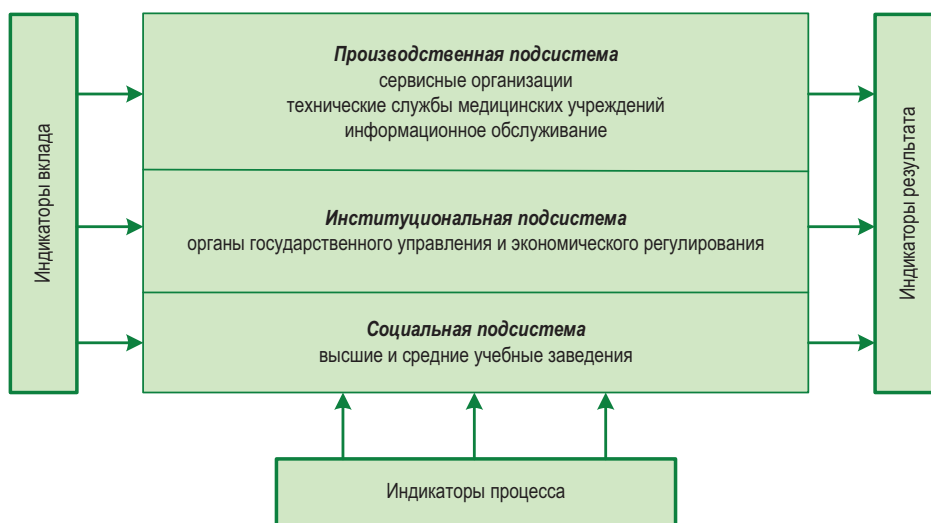 Индикаторы вклада
Производственная подсистема
сервисные организации
технические службы медицинских учреждений
информационное обслуживание
Институциональная подсистема
органы государственного управления и экономического регулирования
Социальная подсистема
высшие и средние учебные заведения
Индикаторы результата
Индикаторы процесса